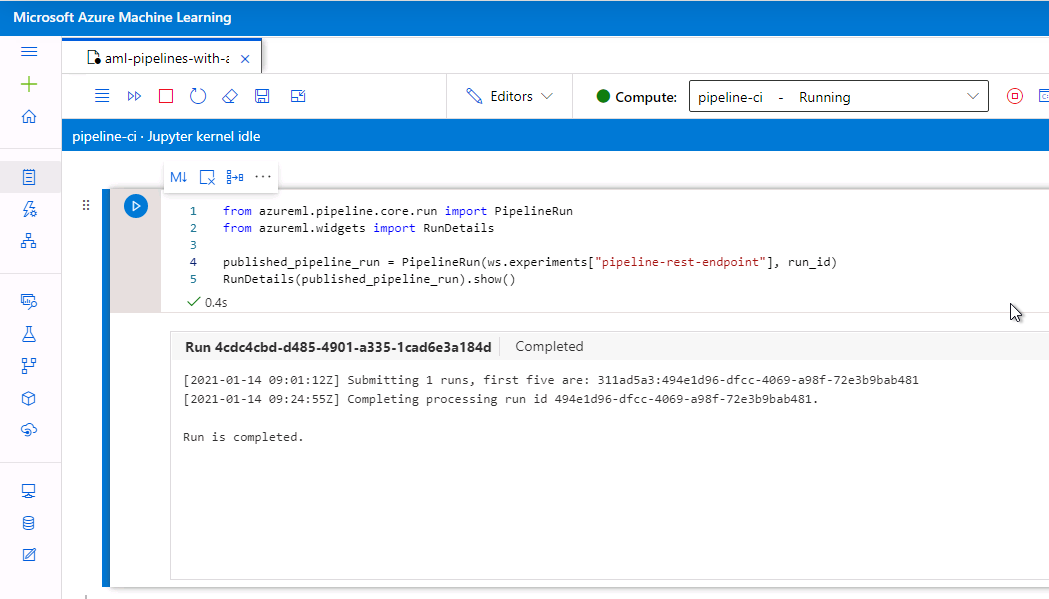 Microsoft Azure Machine Learning
aml-pipelines-with-a
Editors
Compute:
pipeline-ci - Running
pipeline-ci · Jupyter kernel idle
M↓
1 from azureml.pipeline.core.run import PipelineRun
2 from azureml.widgets import RunDetails
3
4 published_pipeline_run = PipelineRun(ws.experiments["pipeline-rest-endpoint"], run_id)
5 RunDetails(published_pipeline_run).show()
0.4s
Run 4cdc4cbd-d485-4901-a335-1cad6e3a184d Completed
[2021-01-14 09:01:12Z] Submitting 1 runs, first five are: 311ad5a3:494e1d96-dfcc-4069-a98f-72e3b9bab481
[2021-01-14 09:24:55Z] Completing processing run id 494e1d96-dfcc-4069-a98f-72e3b9bab481.
Run is completed.